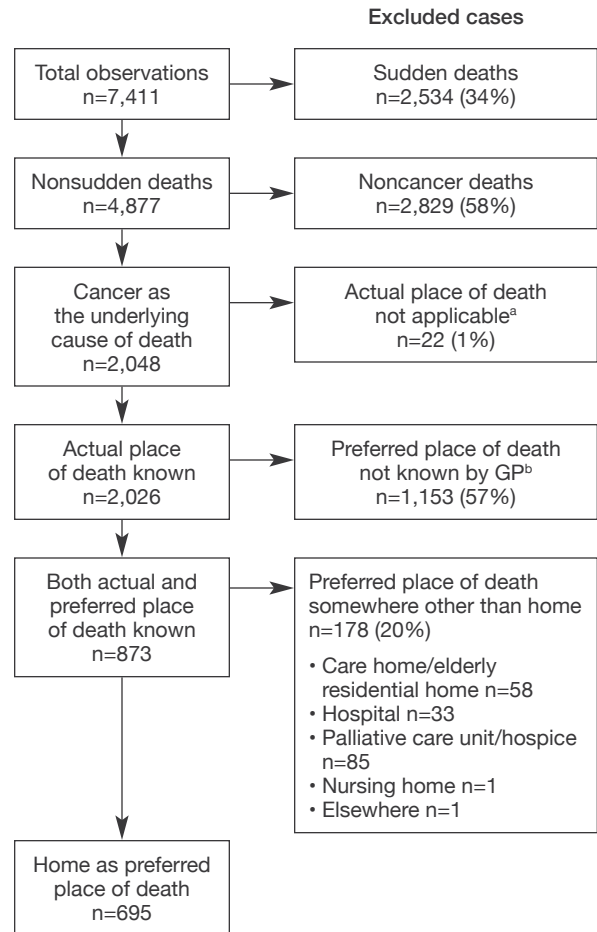 Excluded cases
Total observations
n=7,411
Sudden deaths
n=2,534 (34%)
Nonsudden deaths
n=4,877
Noncancer deaths
n=2,829 (58%)
Cancer as
the underlying
cause of death
n=2,048
Actual place of death
not applicableᵃ
n=22 (1%)
Actual place
of death known
n=2,026
Preferred place of death
not known by GPᵇ
n=1,153 (57%)
Both actual and
preferred place
of death known
n=873
Preferred place of death
somewhere other than home
n=178 (20%)
• Care home/elderly
residential home n=58
• Hospital n=33
• Palliative care unit/hospice
n=85
• Nursing home n=1
• Elsewhere n=1
Home as preferred
place of death
n=695